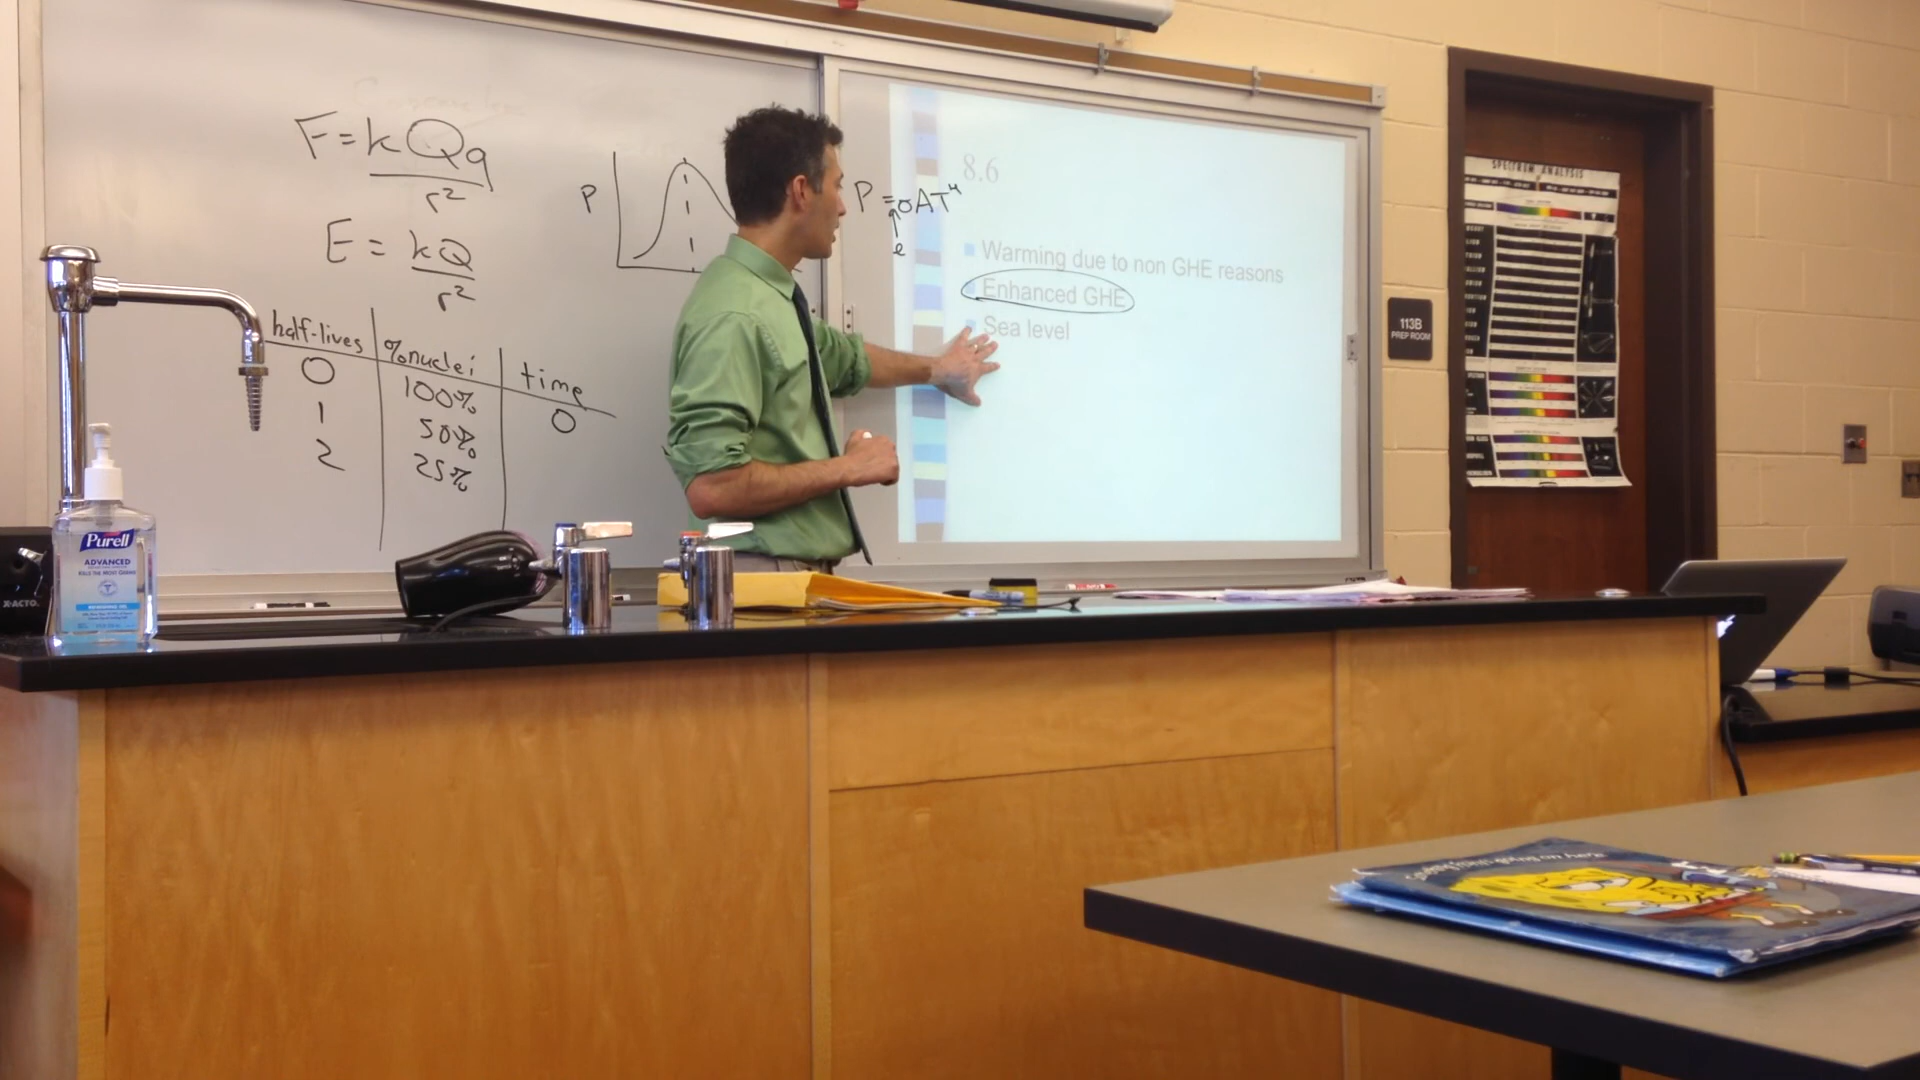 F = kQq
r²
E = kQ
r²
half-lives %nuclei time
0 100% 0
1 50%
2 25%
P
P = σAT⁴
e
8.6
Warming due to non GHE reasons
Enhanced GHE
Sea level
SPECTRUM ANALYSIS
113B
PREP ROOM
Purell
ADVANCED
X-ACTO